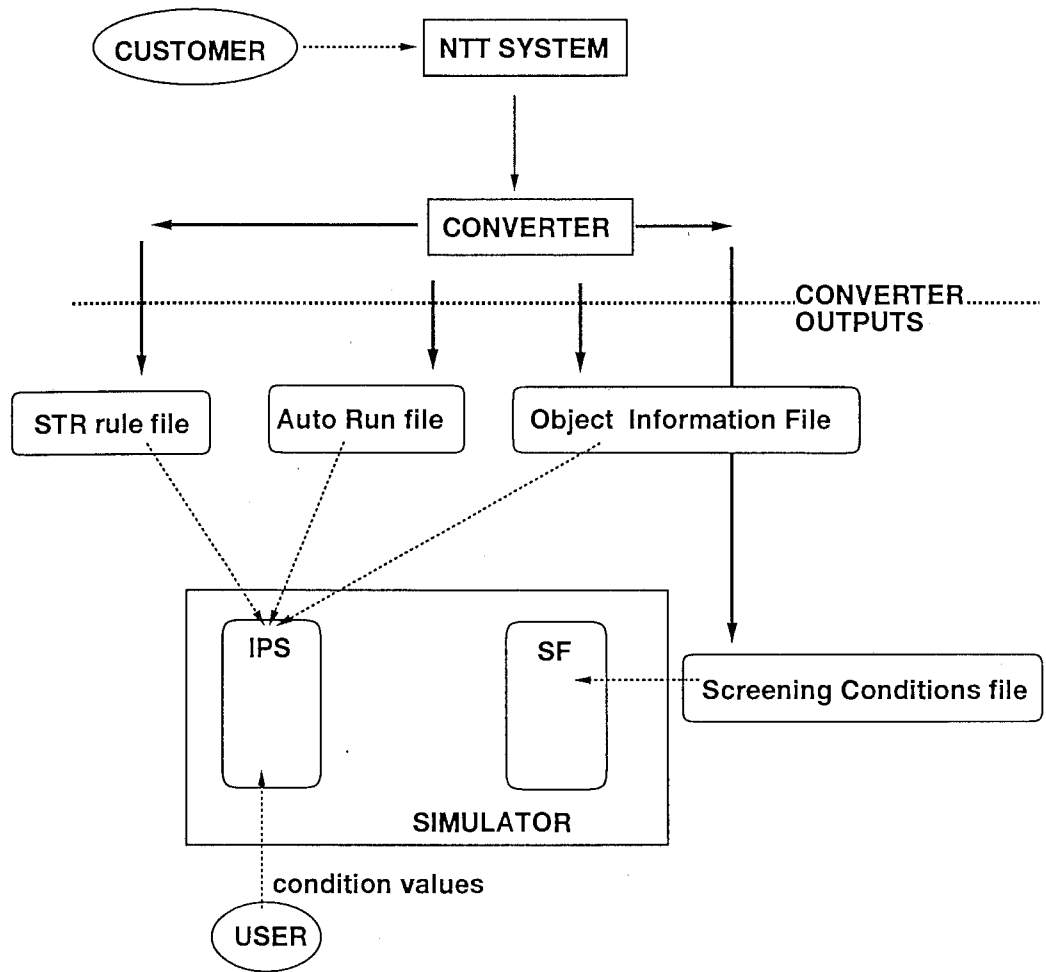 CUSTOMER
NTT SYSTEM
CONVERTER
CONVERTER
OUTPUTS
STR rule file
Auto Run file
Object Information File
IPS
SF
Screening Conditions file
SIMULATOR
condition values
USER